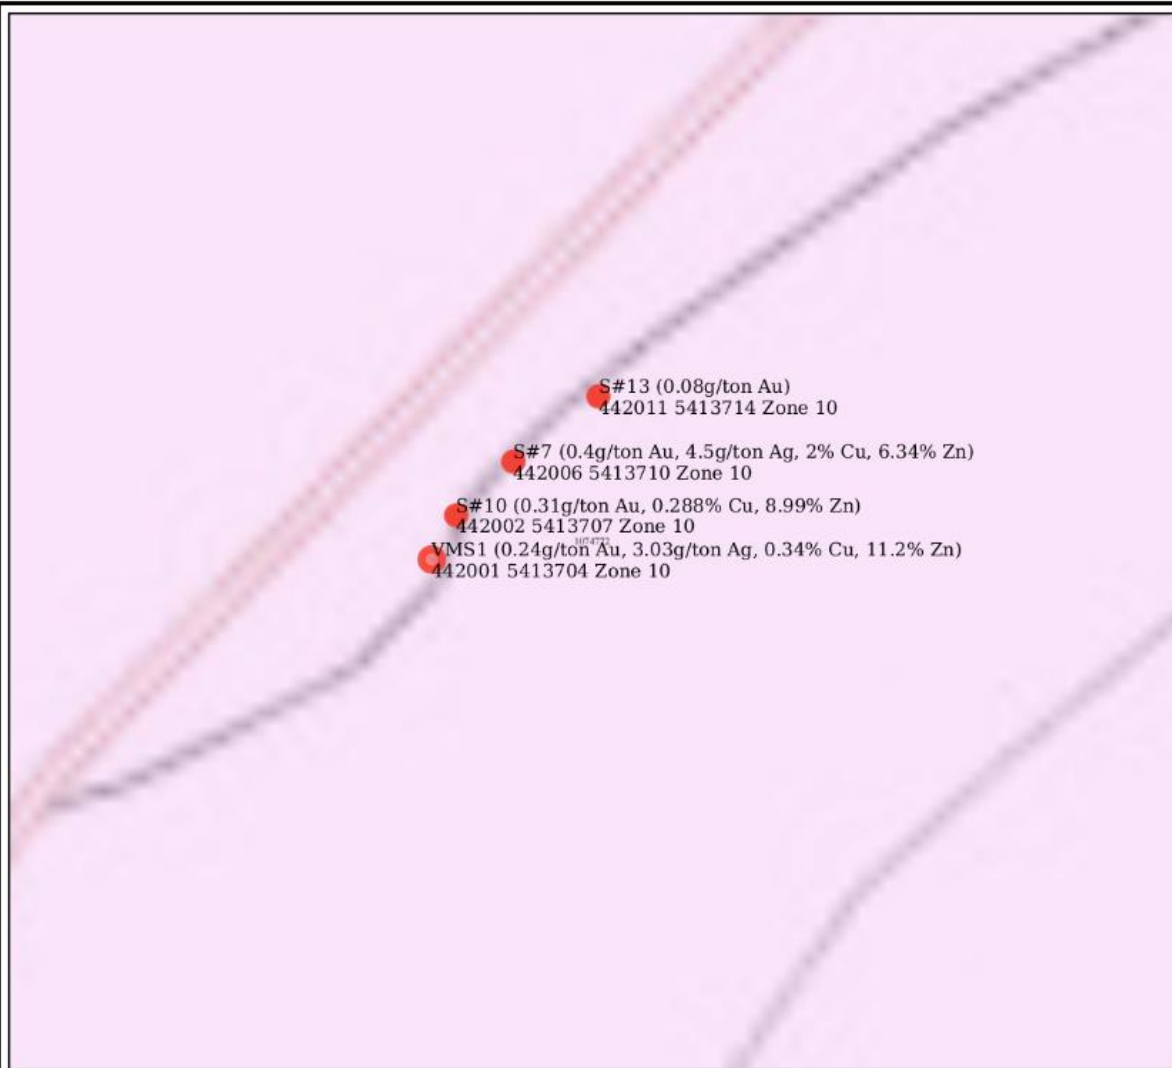 S#13 (0.08g/ton Au)
442011 5413714 Zone 10
S#7 (0.4g/ton Au, 4.5g/ton Ag, 2% Cu, 6.34% Zn)
442006 5413710 Zone 10
S#10 (0.31g/ton Au, 0.288% Cu, 8.99% Zn)
442002 5413707 Zone 10
1074772
VMS1 (0.24g/ton Au, 3.03g/ton Ag, 0.34% Cu, 11.2% Zn)
442001 5413704 Zone 10